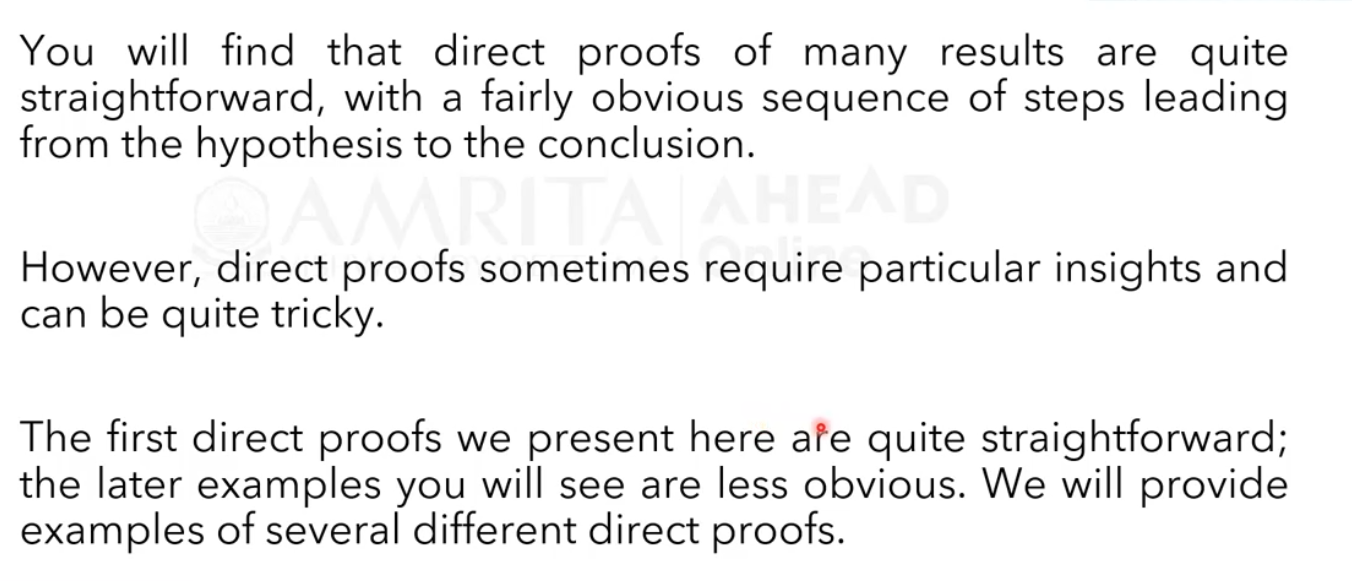 You will find that direct proofs of many results are quite
straightforward, with a fairly obvious sequence of steps leading
from the hypothesis to the conclusion.
AMRITA AHEAD
Online
However, direct proofs sometimes require particular insights and
can be quite tricky.
The first direct proofs we present here are quite straightforward;
the later examples you will see are less obvious. We will provide
examples of several different direct proofs.